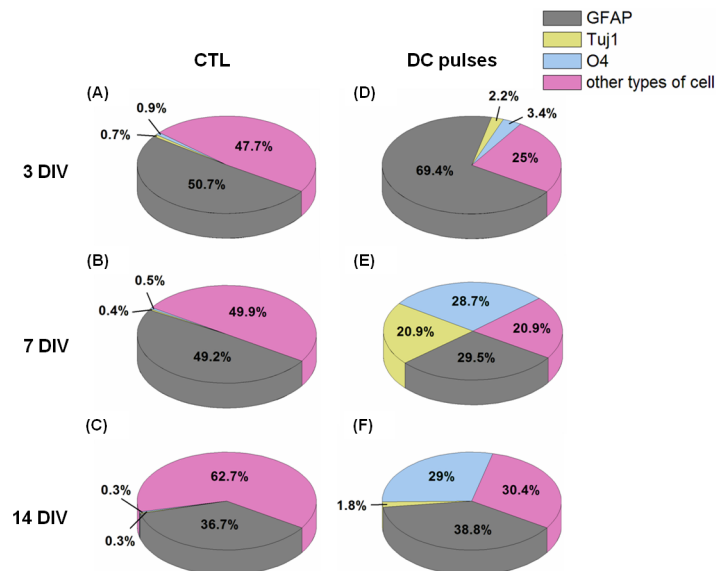 GFAP
Tuj1
O4
other types of cell
CTL
DC pulses
(A)
0.9%
0.7%
47.7%
50.7%
(D)
2.2%
3.4%
25%
69.4%
3 DIV
(B)
0.5%
0.4%
49.9%
49.2%
(E)
28.7%
20.9%
20.9%
29.5%
7 DIV
(C)
62.7%
0.3%
0.3%
36.7%
(F)
29%
30.4%
1.8%
38.8%
14 DIV